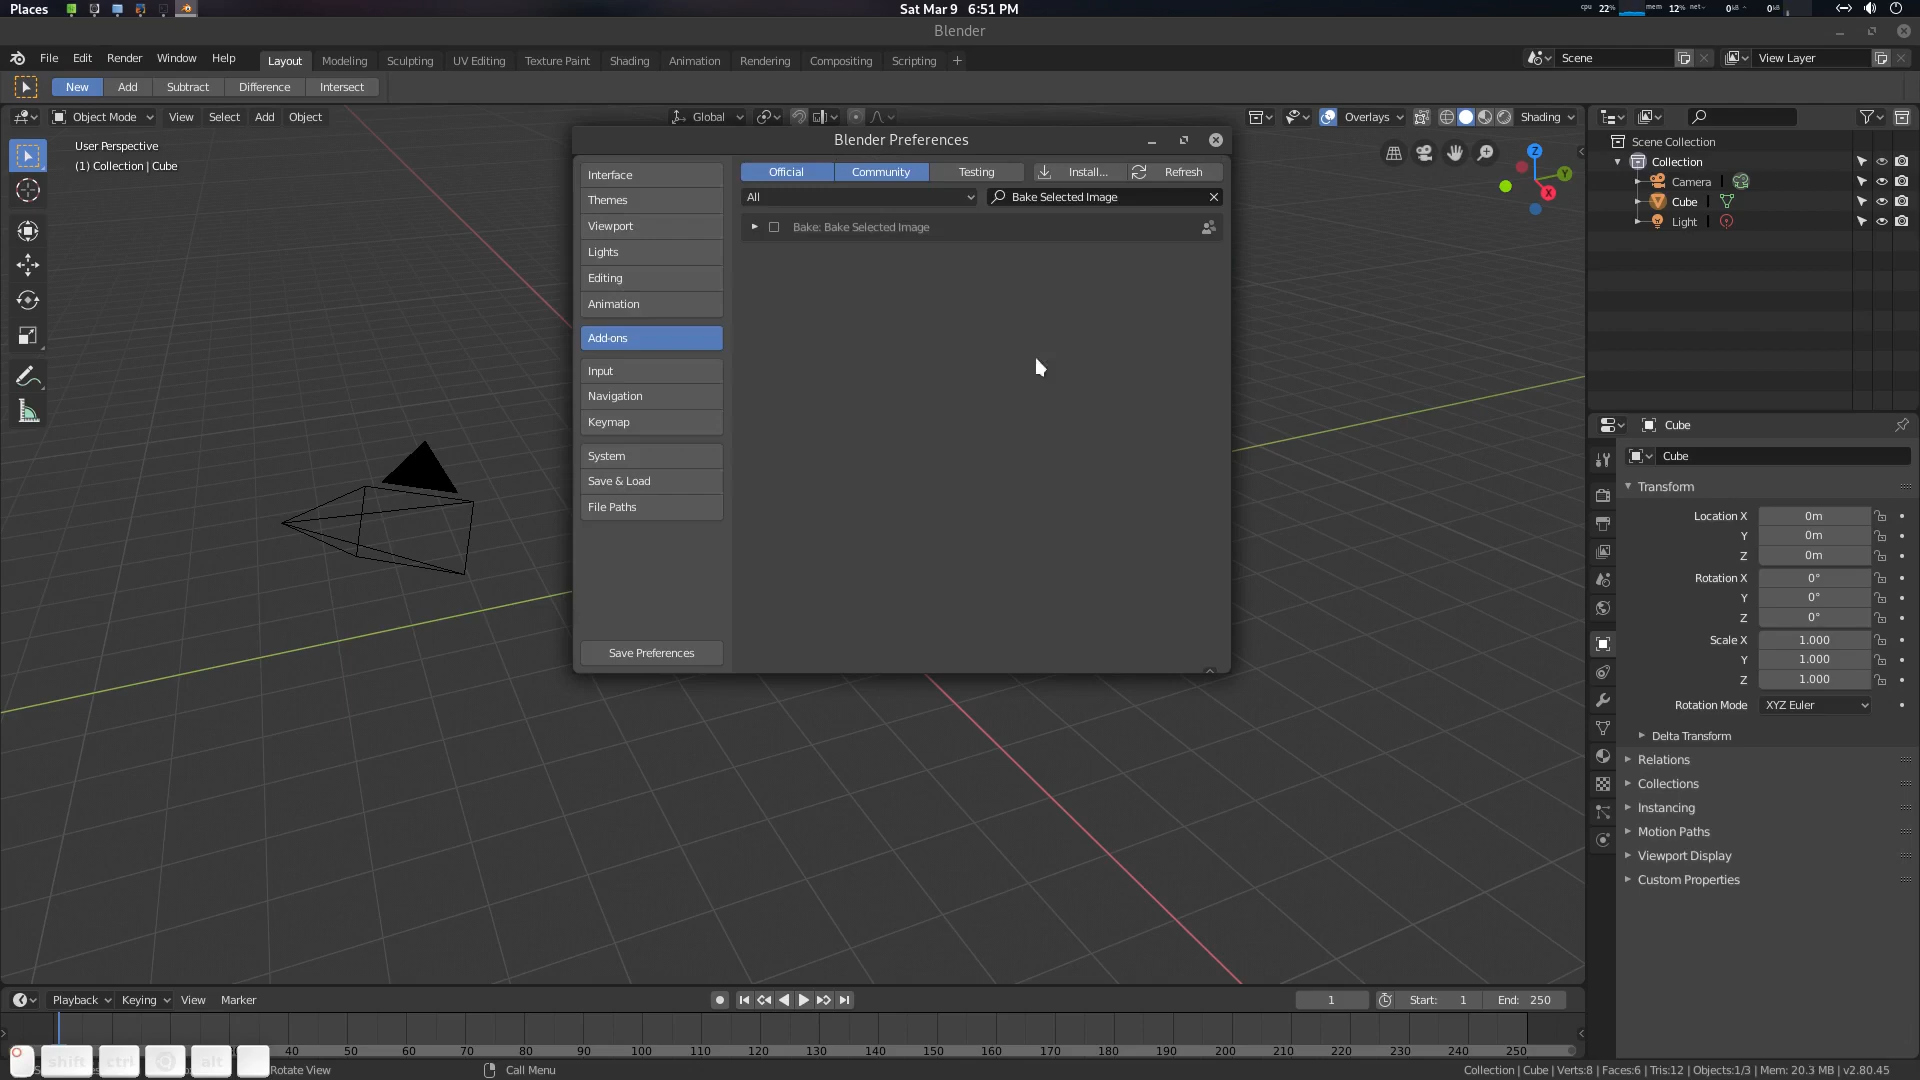 Places
Sat Mar 9 6:51 PM
cpu 22% mem 12% net 0kB 0kB
Blender
File Edit Render Window Help Layout Modeling Sculpting UV Editing Texture Paint Shading Animation Rendering Compositing Scripting + Scene View Layer
New Add Subtract Difference Intersect
Object Mode View Select Add Object Global Overlays Shading
User Perspective
(1) Collection | Cube
Blender Preferences
Interface
Themes
Viewport
Lights
Editing
Animation
Add-ons
Input
Navigation
Keymap
System
Save & Load
File Paths
Save Preferences
Official Community Testing Install... Refresh
All Bake Selected Image
Bake: Bake Selected Image
Z
Y
X
Scene Collection
Collection
Camera
Cube
Light
Cube
Cube
Transform
Location X 0m
Y 0m
Z 0m
Rotation X 0°
Y 0°
Z 0°
Scale X 1.000
Y 1.000
Z 1.000
Rotation Mode XYZ Euler
Delta Transform
Relations
Collections
Instancing
Motion Paths
Viewport Display
Custom Properties
Playback Keying View Marker 1 Start: 1 End: 250
40 50 60 70 80 90 100 110 120 130 140 150 160 170 180 190 200 210 220 230 240 250
shift ctrl alt
Rotate View Call Menu Collection | Cube | Verts:8 | Faces:6 | Tris:12 | Objects:1/3 | Mem: 20.3 MB | v2.80.45